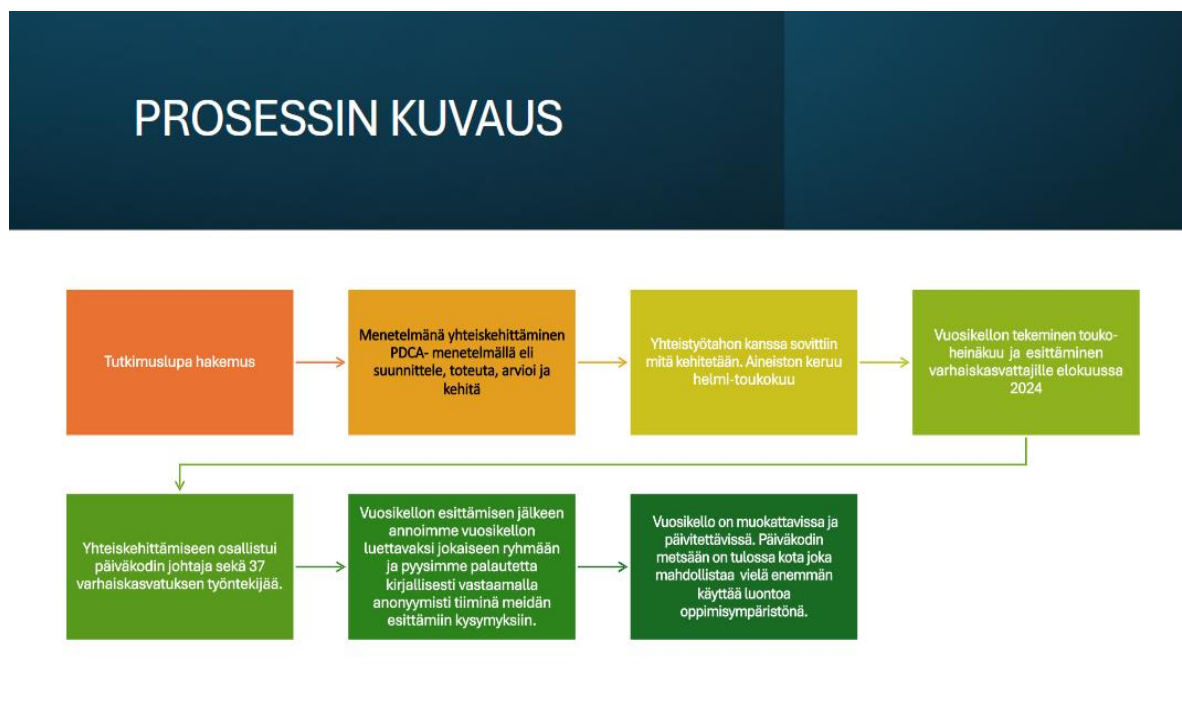 PROSESSIN KUVAUS
Tutkimuslupa hakemus
Menetelmänä yhteiskehittäminen
PDCA- menetelmällä eli
suunnittele, toteuta, arvioi ja
kehitä
Yhteistyötahon kanssa sovittiin
mitä kehitetään. Aineiston keruu
helmi-toukokuu
Vuosikellon tekeminen touko-
heinäkuu ja esittäminen
varhaiskasvattajille elokuussa
2024
Yhteiskehittämiseen osallistui
päiväkodin johtaja sekä 37
varhaiskasvatuksen työntekijää.
Vuosikellon esittämisen jälkeen
annoimme vuosikellon
luettavaksi jokaiseen ryhmään
ja pyysimme palautetta
kirjallisesti vastaamalla
anonyymisti tiiminä meidän
esittämiin kysymyksiin.
Vuosikello on muokattavissa ja
päivitettävissä. Päiväkodin
metsään on tulossa kota joka
mahdollistaa vielä enemmän
käyttää luontoa
oppimisympäristönä.